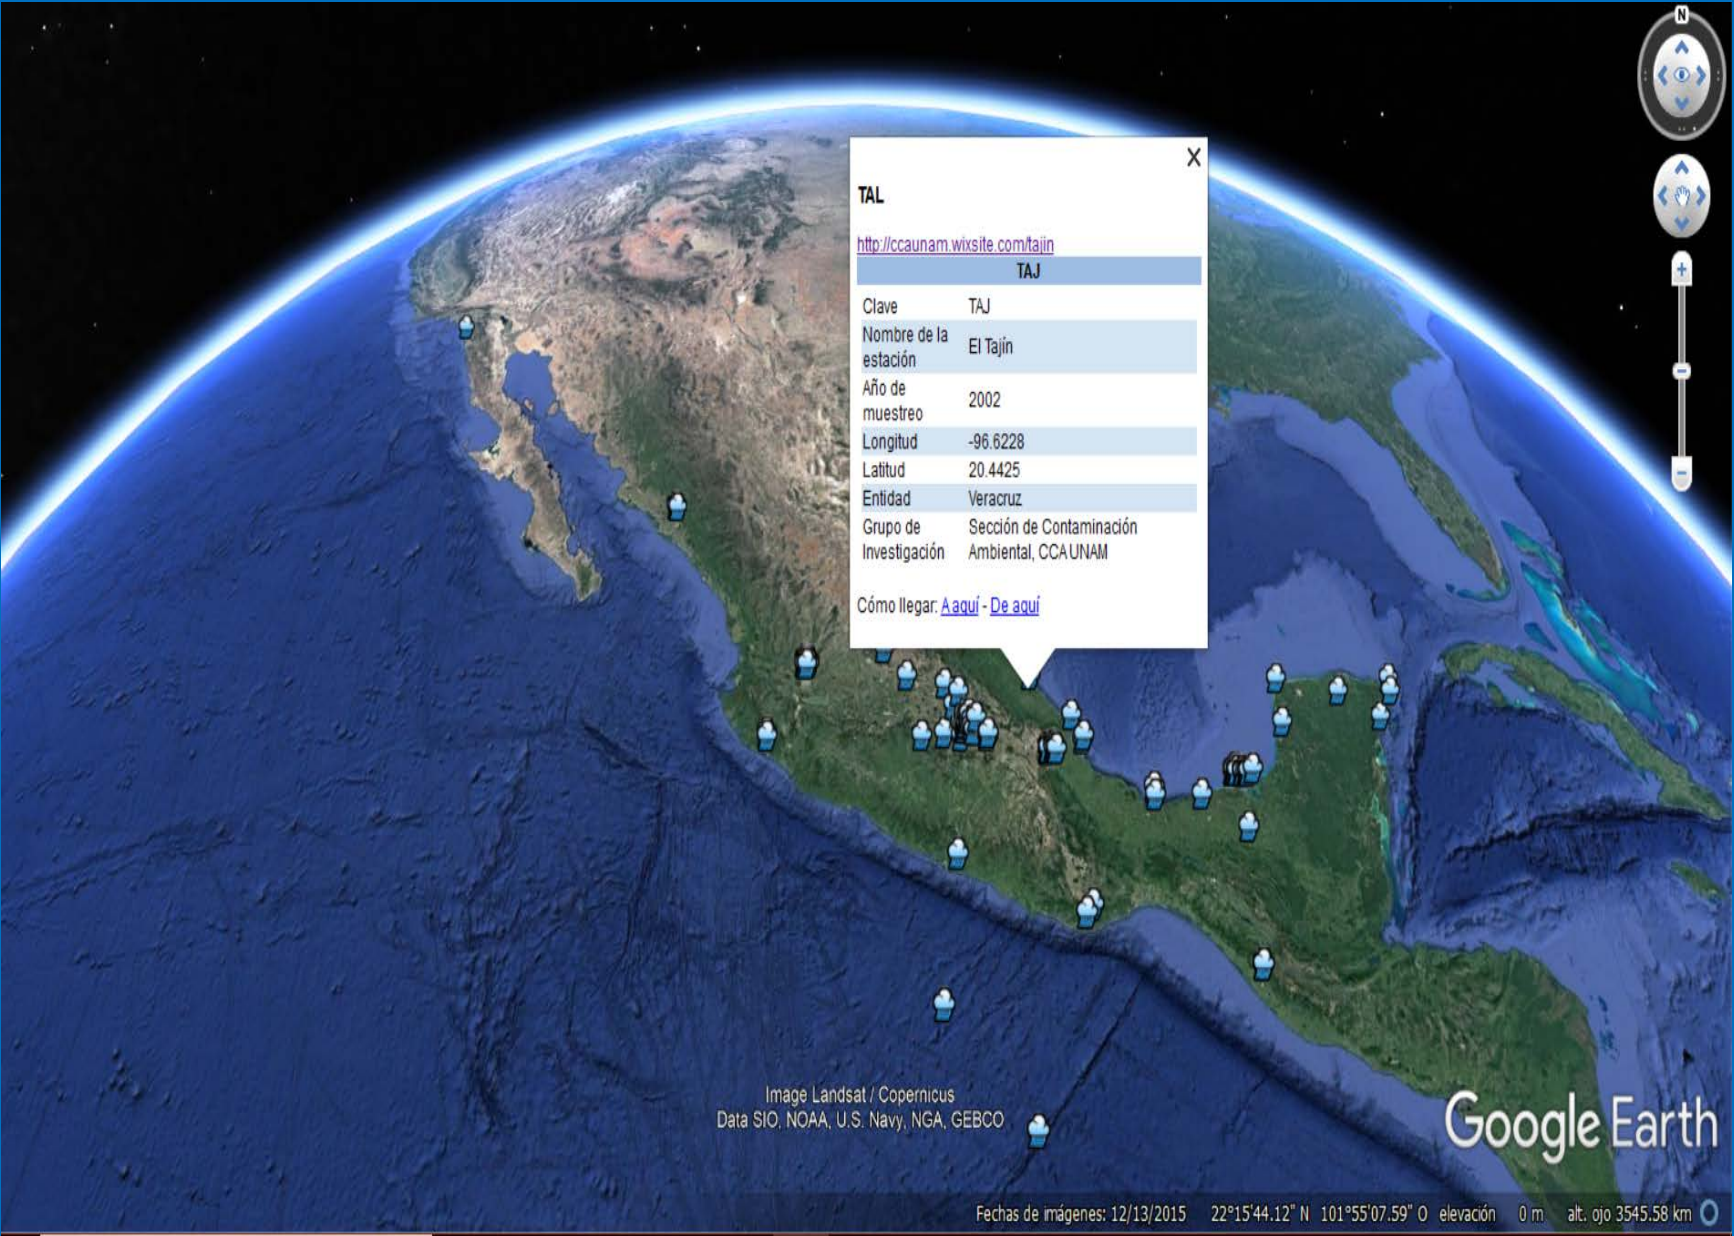 N
X
TAL
http://ccaunam.wixsite.com/tajin
TAJ
Clave TAJ
Nombre de la estación El Tajín
Año de muestreo 2002
Longitud -96.6228
Latitud 20.4425
Entidad Veracruz
Grupo de Investigación Sección de Contaminación Ambiental, CCA UNAM
Cómo llegar: A aquí - De aquí
Image Landsat / Copernicus
Data SIO, NOAA, U.S. Navy, NGA, GEBCO
Google Earth
Fechas de imágenes: 12/13/2015 22°15'44.12" N 101°55'07.59" O elevación 0 m alt. ojo 3545.58 km